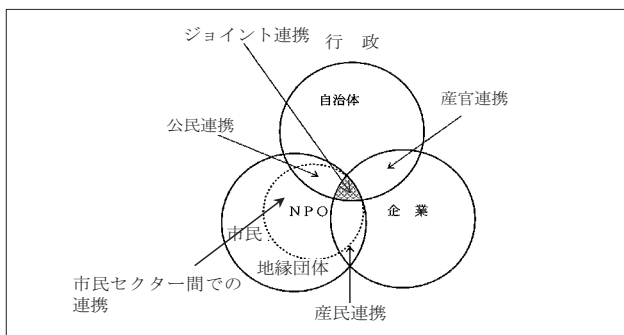 ジョイント連携
行 政
自治体
産官連携
公民連携
NPO
企 業
市民
地縁団体
市民セクター間での
連携
産民連携